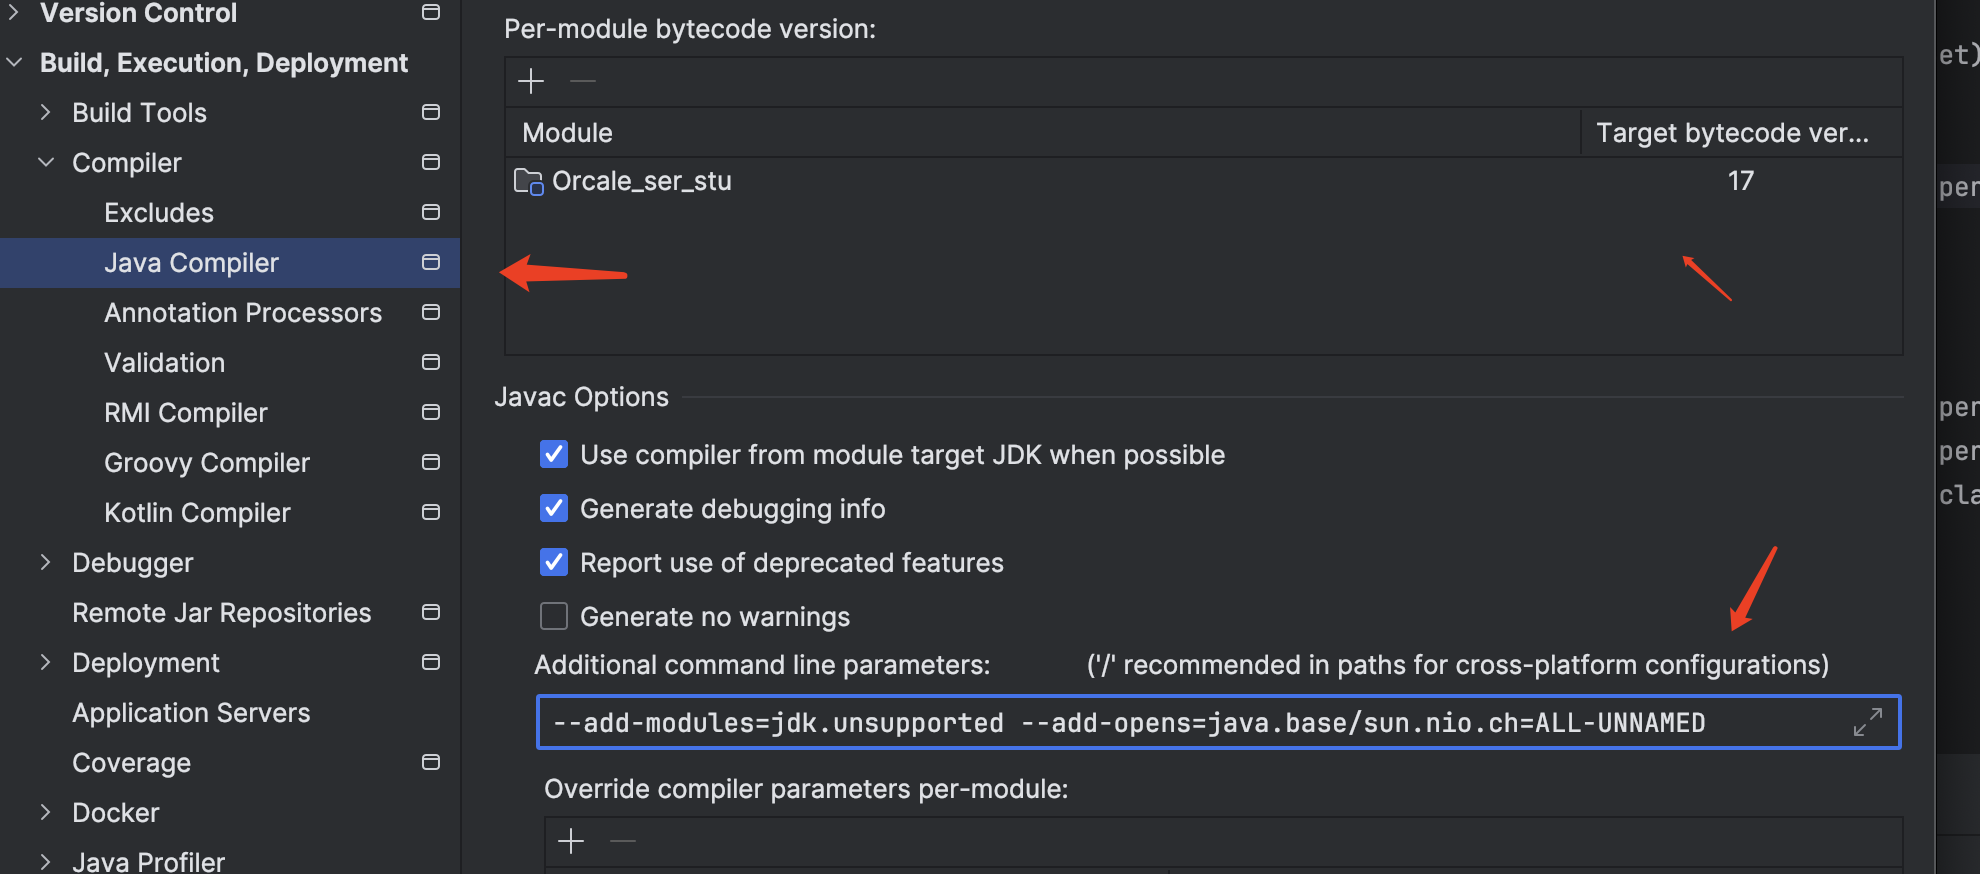 Version Control
Build, Execution, Deployment
Build Tools
Compiler
Excludes
Java Compiler
Annotation Processors
Validation
RMI Compiler
Groovy Compiler
Kotlin Compiler
Debugger
Remote Jar Repositories
Deployment
Application Servers
Coverage
Docker
Java Profiler
Per-module bytecode version:
Module Target bytecode ver...
Orcale_ser_stu 17
Javac Options
Use compiler from module target JDK when possible
Generate debugging info
Report use of deprecated features
Generate no warnings
Additional command line parameters: ('/' recommended in paths for cross-platform configurations)
--add-modules=jdk.unsupported --add-opens=java.base/sun.nio.ch=ALL-UNNAMED
Override compiler parameters per-module:
et)
per
per
per
cla